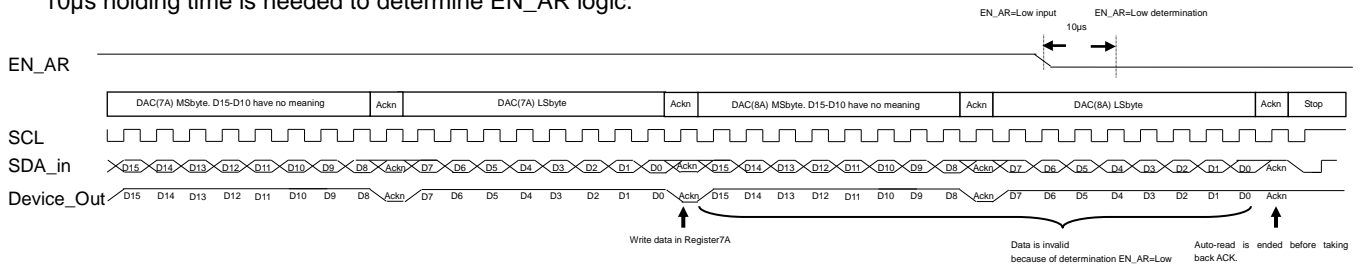 10µs holding time is needed to determine EN_AR logic.
EN_AR=Low input EN_AR=Low determination
10µs
EN_AR
DAC(7A) MSbyte. D15-D10 have no meaning Ackn DAC(7A) LSbyte Ackn DAC(8A) MSbyte. D15-D10 have no meaning Ackn DAC(8A) LSbyte Ackn Stop
SCL
SDA_in D15 D14 D13 D12 D11 D10 D9 D8 Ackn D7 D6 D5 D4 D3 D2 D1 D0 Ackn D15 D14 D13 D12 D11 D10 D9 D8 Ackn D7 D6 D5 D4 D3 D2 D1 D0 Ackn
Device_Out D15 D14 D13 D12 D11 D10 D9 D8 Ackn D7 D6 D5 D4 D3 D2 D1 D0 Ackn D15 D14 D13 D12 D11 D10 D9 D8 Ackn D7 D6 D5 D4 D3 D2 D1 D0 Ackn
Write data in Register7A
Data is invalid
because of determination EN_AR=Low
Auto-read is ended before taking
back ACK.